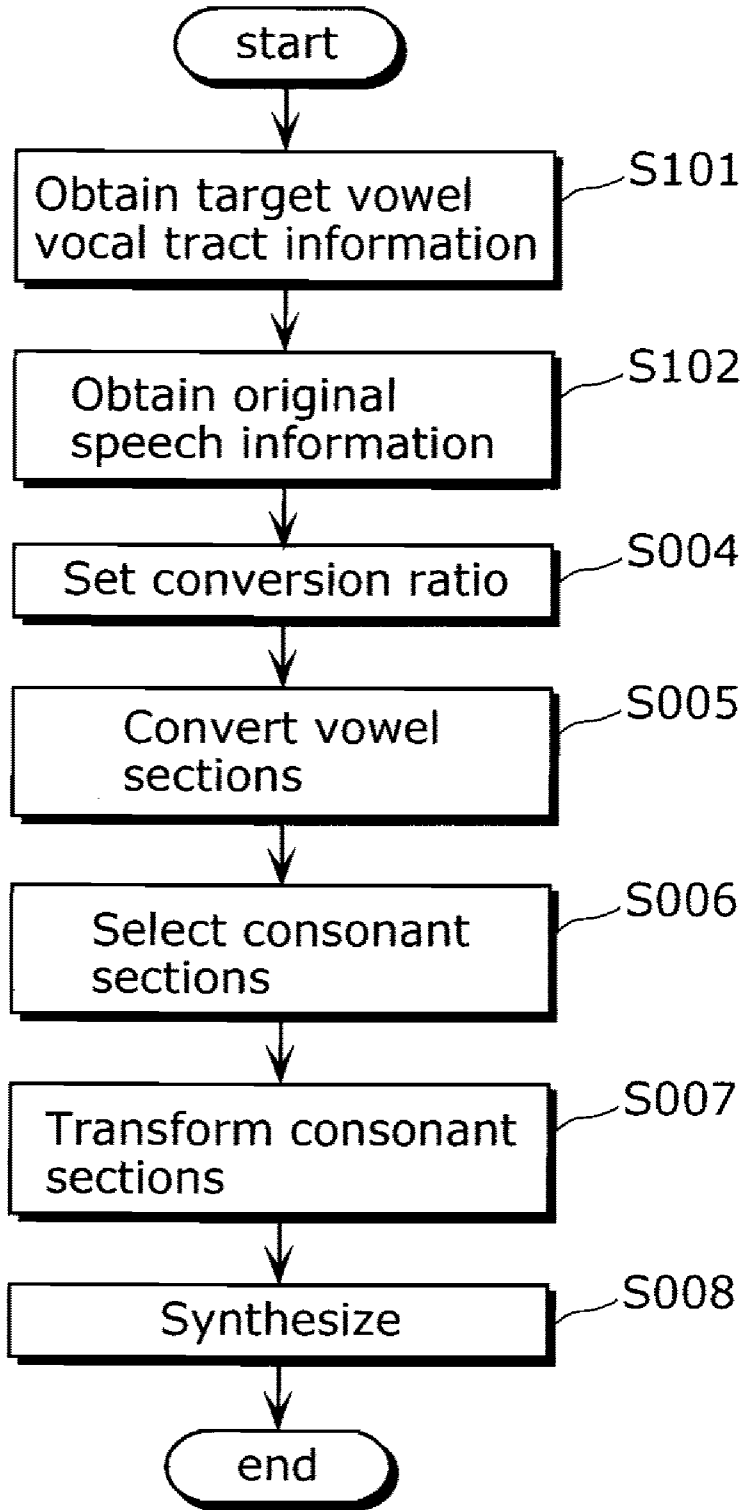 start
S101
Obtain target vowel
vocal tract information
S102
Obtain original
speech information
S004
Set conversion ratio
S005
Convert vowel
sections
S006
Select consonant
sections
S007
Transform consonant
sections
S008
Synthesize
end